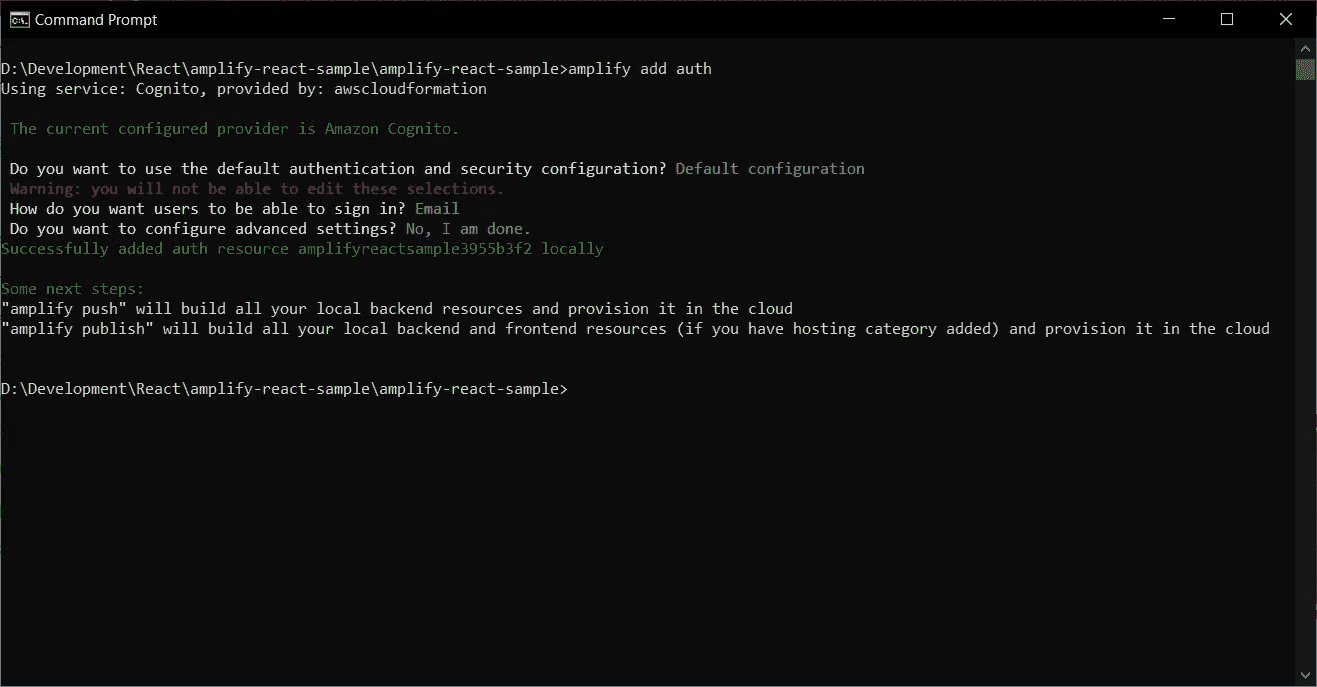 Command Prompt
D:\Development\React\amplify-react-sample\amplify-react-sample>amplify add auth
Using service: Cognito, provided by: awscloudformation
The current configured provider is Amazon Cognito.
Do you want to use the default authentication and security configuration? Default configuration
Warning: you will not be able to edit these selections.
How do you want users to be able to sign in? Email
Do you want to configure advanced settings? No, I am done.
Successfully added auth resource amplifyreactsample3955b3f2 locally
Some next steps:
"amplify push" will build all your local backend resources and provision it in the cloud
"amplify publish" will build all your local backend and frontend resources (if you have hosting category added) and provision it in the cloud
D:\Development\React\amplify-react-sample\amplify-react-sample>